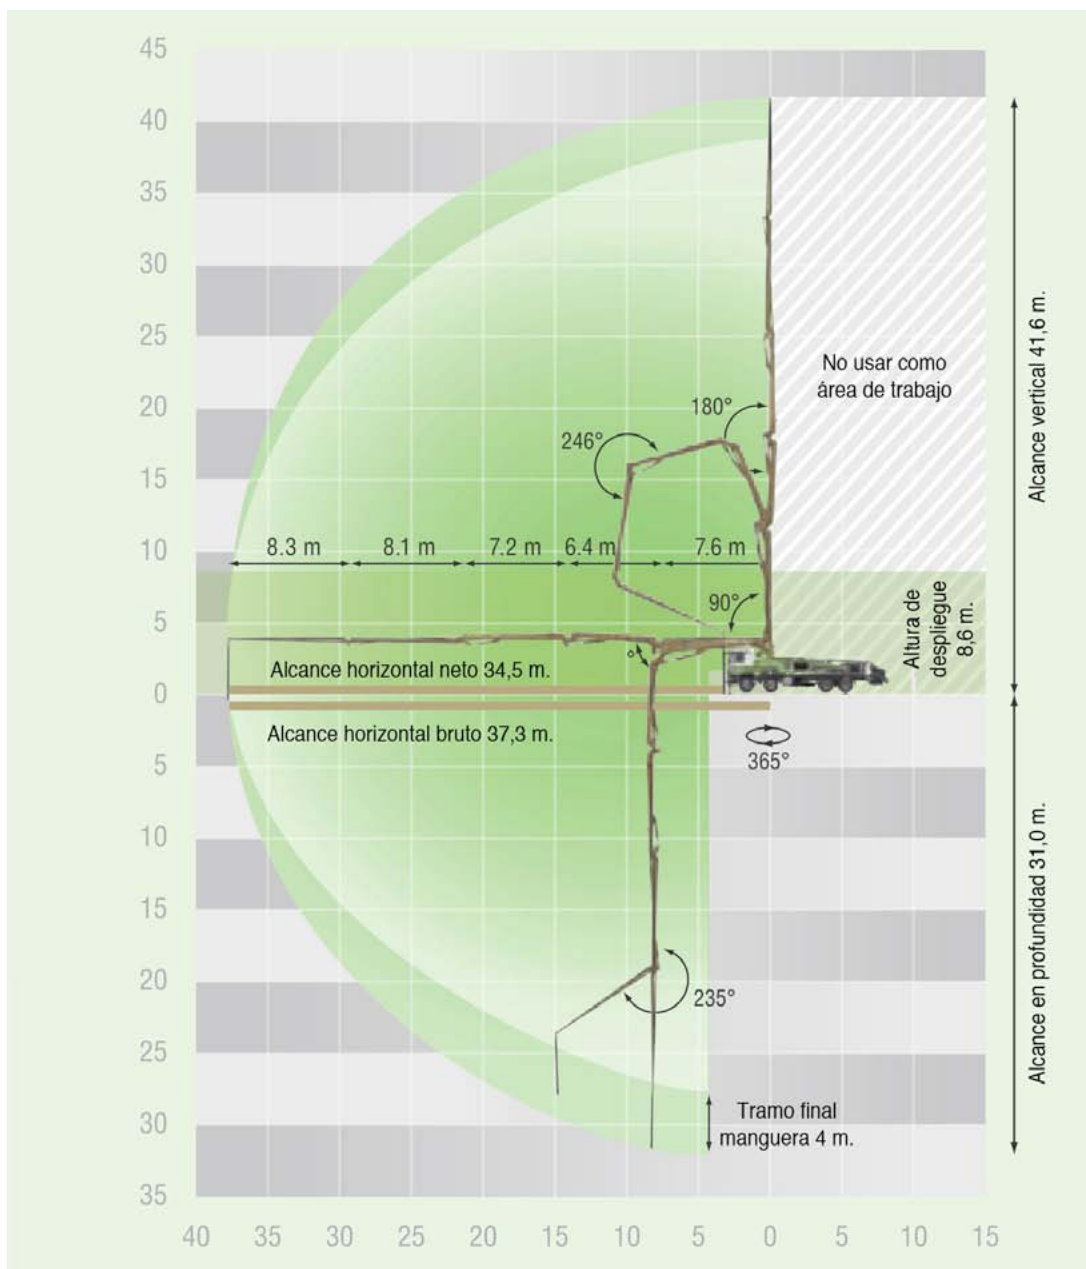 45
40
35
30
25
20
15
10
5
0
5
10
15
20
25
30
35
40 35 30 25 20 15 10 5 0 5 10 15
No usar como
área de trabajo
Alcance vertical 41,6 m.
180°
246°
8.3 m 8.1 m 7.2 m 6.4 m 7.6 m
90°
Altura de
despliegue
8,6 m.
°
Alcance horizontal neto 34,5 m.
Alcance horizontal bruto 37,3 m.
365°
Alcance en profundidad 31,0 m.
235°
Tramo final
manguera 4 m.